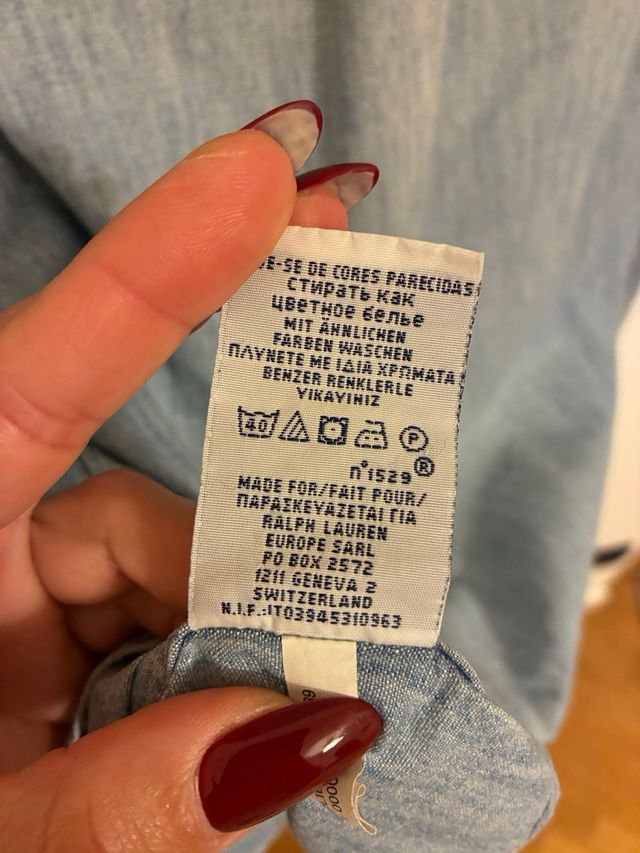 -SE DE CORES PARECIDAS
стирать как
цветное белье
MIT ÄHNLICHEN
FARBEN WASCHEN
ΠΛΥΝΕΤΕ ΜΕ ΙΔΙΑ ΧΡΩΜΑΤΑ
BENZER RENKLERLE
YIKAYINIZ
40 P
n°1529 ®
MADE FOR/FAIT POUR/
ΠΑΡΑΣΚΕΥΑΖΕΤΑΙ ΓΙΑ
RALPH LAUREN
EUROPE SARL
PO BOX 2572
1211 GENEVA 2
SWITZERLAND
N.I.F.:IT03945310963